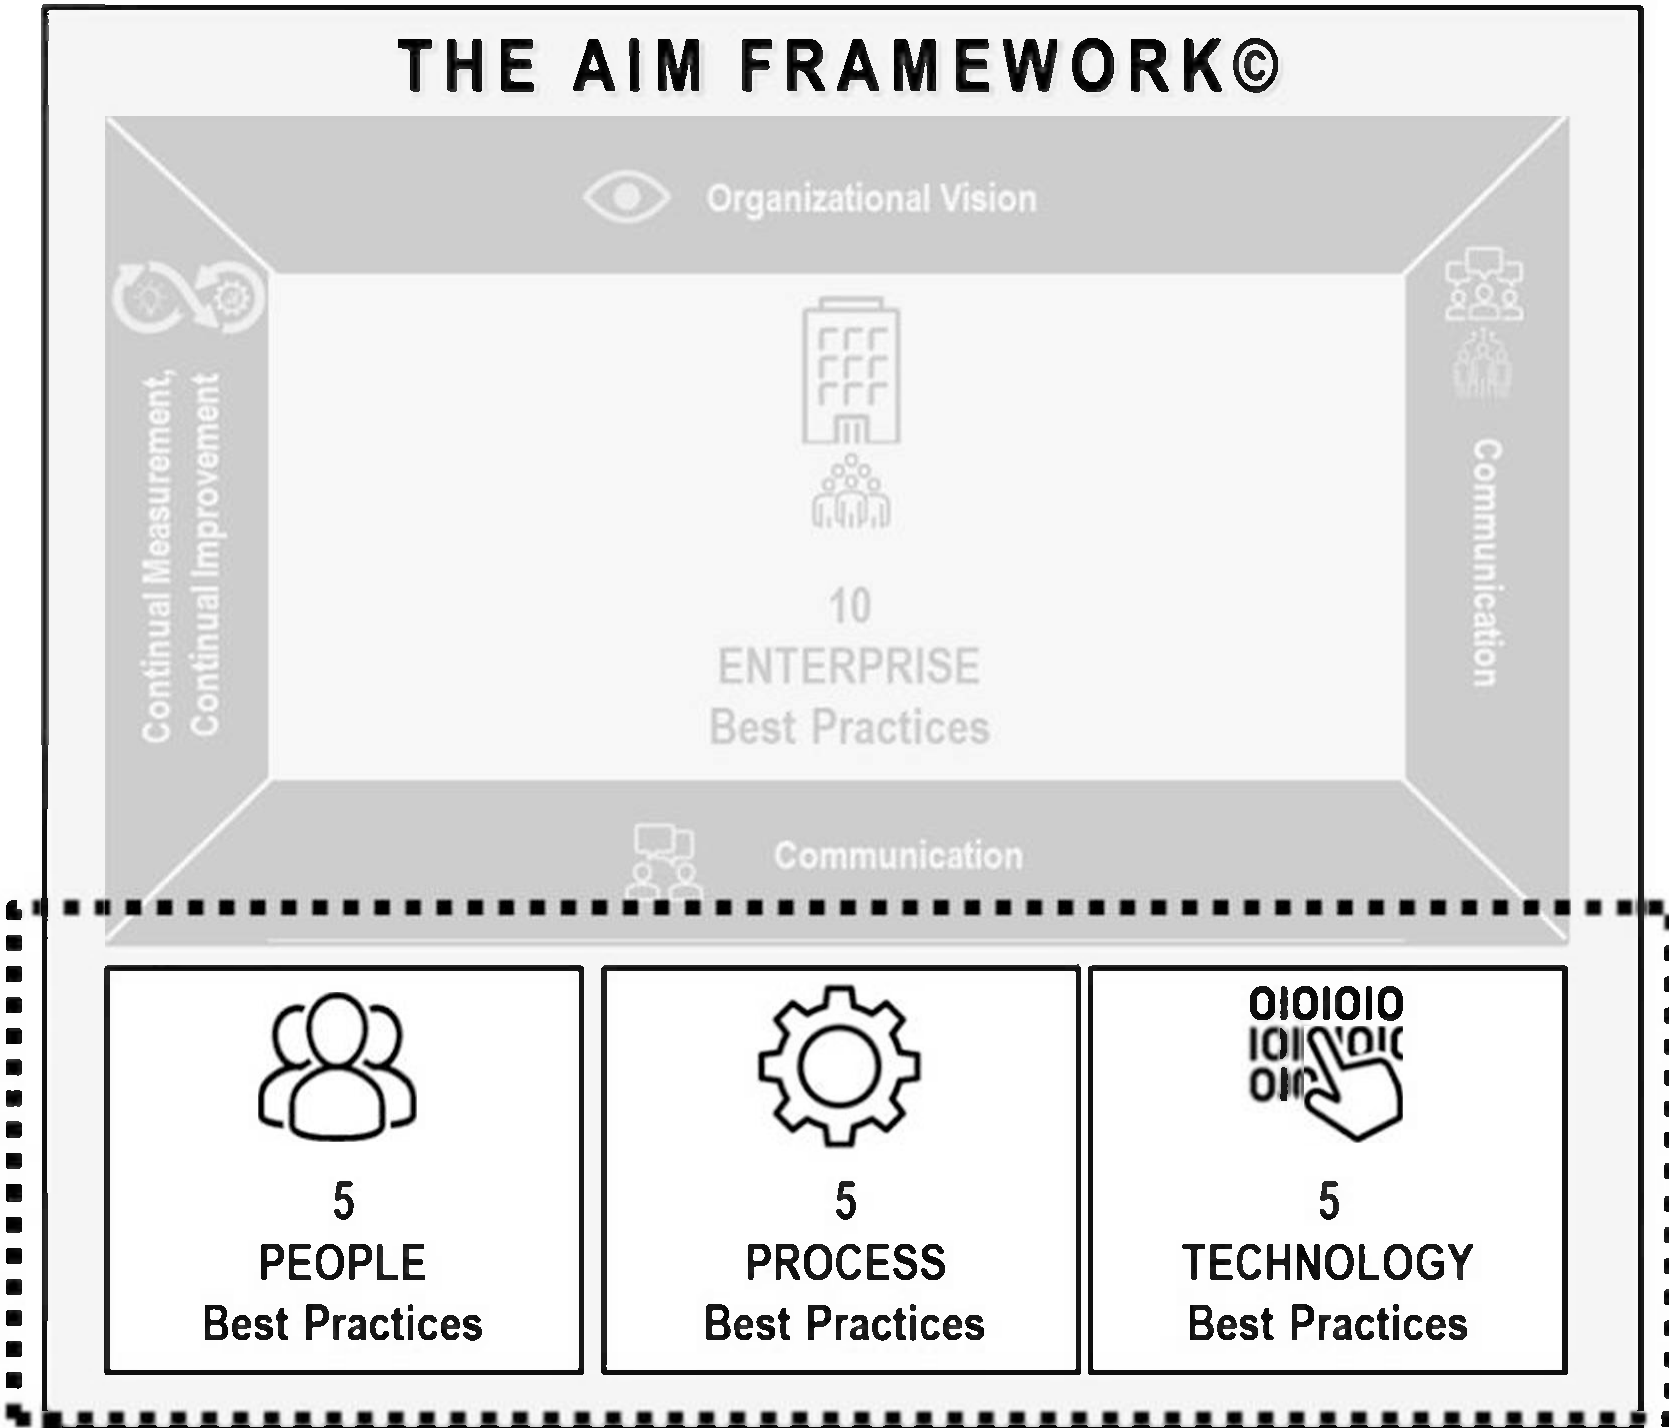 THE AIM FRAMEWORK©
Organizational Vision
Continual Measurement,
Continual Improvement
Communication
10
ENTERPRISE
Best Practices
Communication
5
PEOPLE
Best Practices
5
PROCESS
Best Practices
0101010
5
TECHNOLOGY
Best Practices